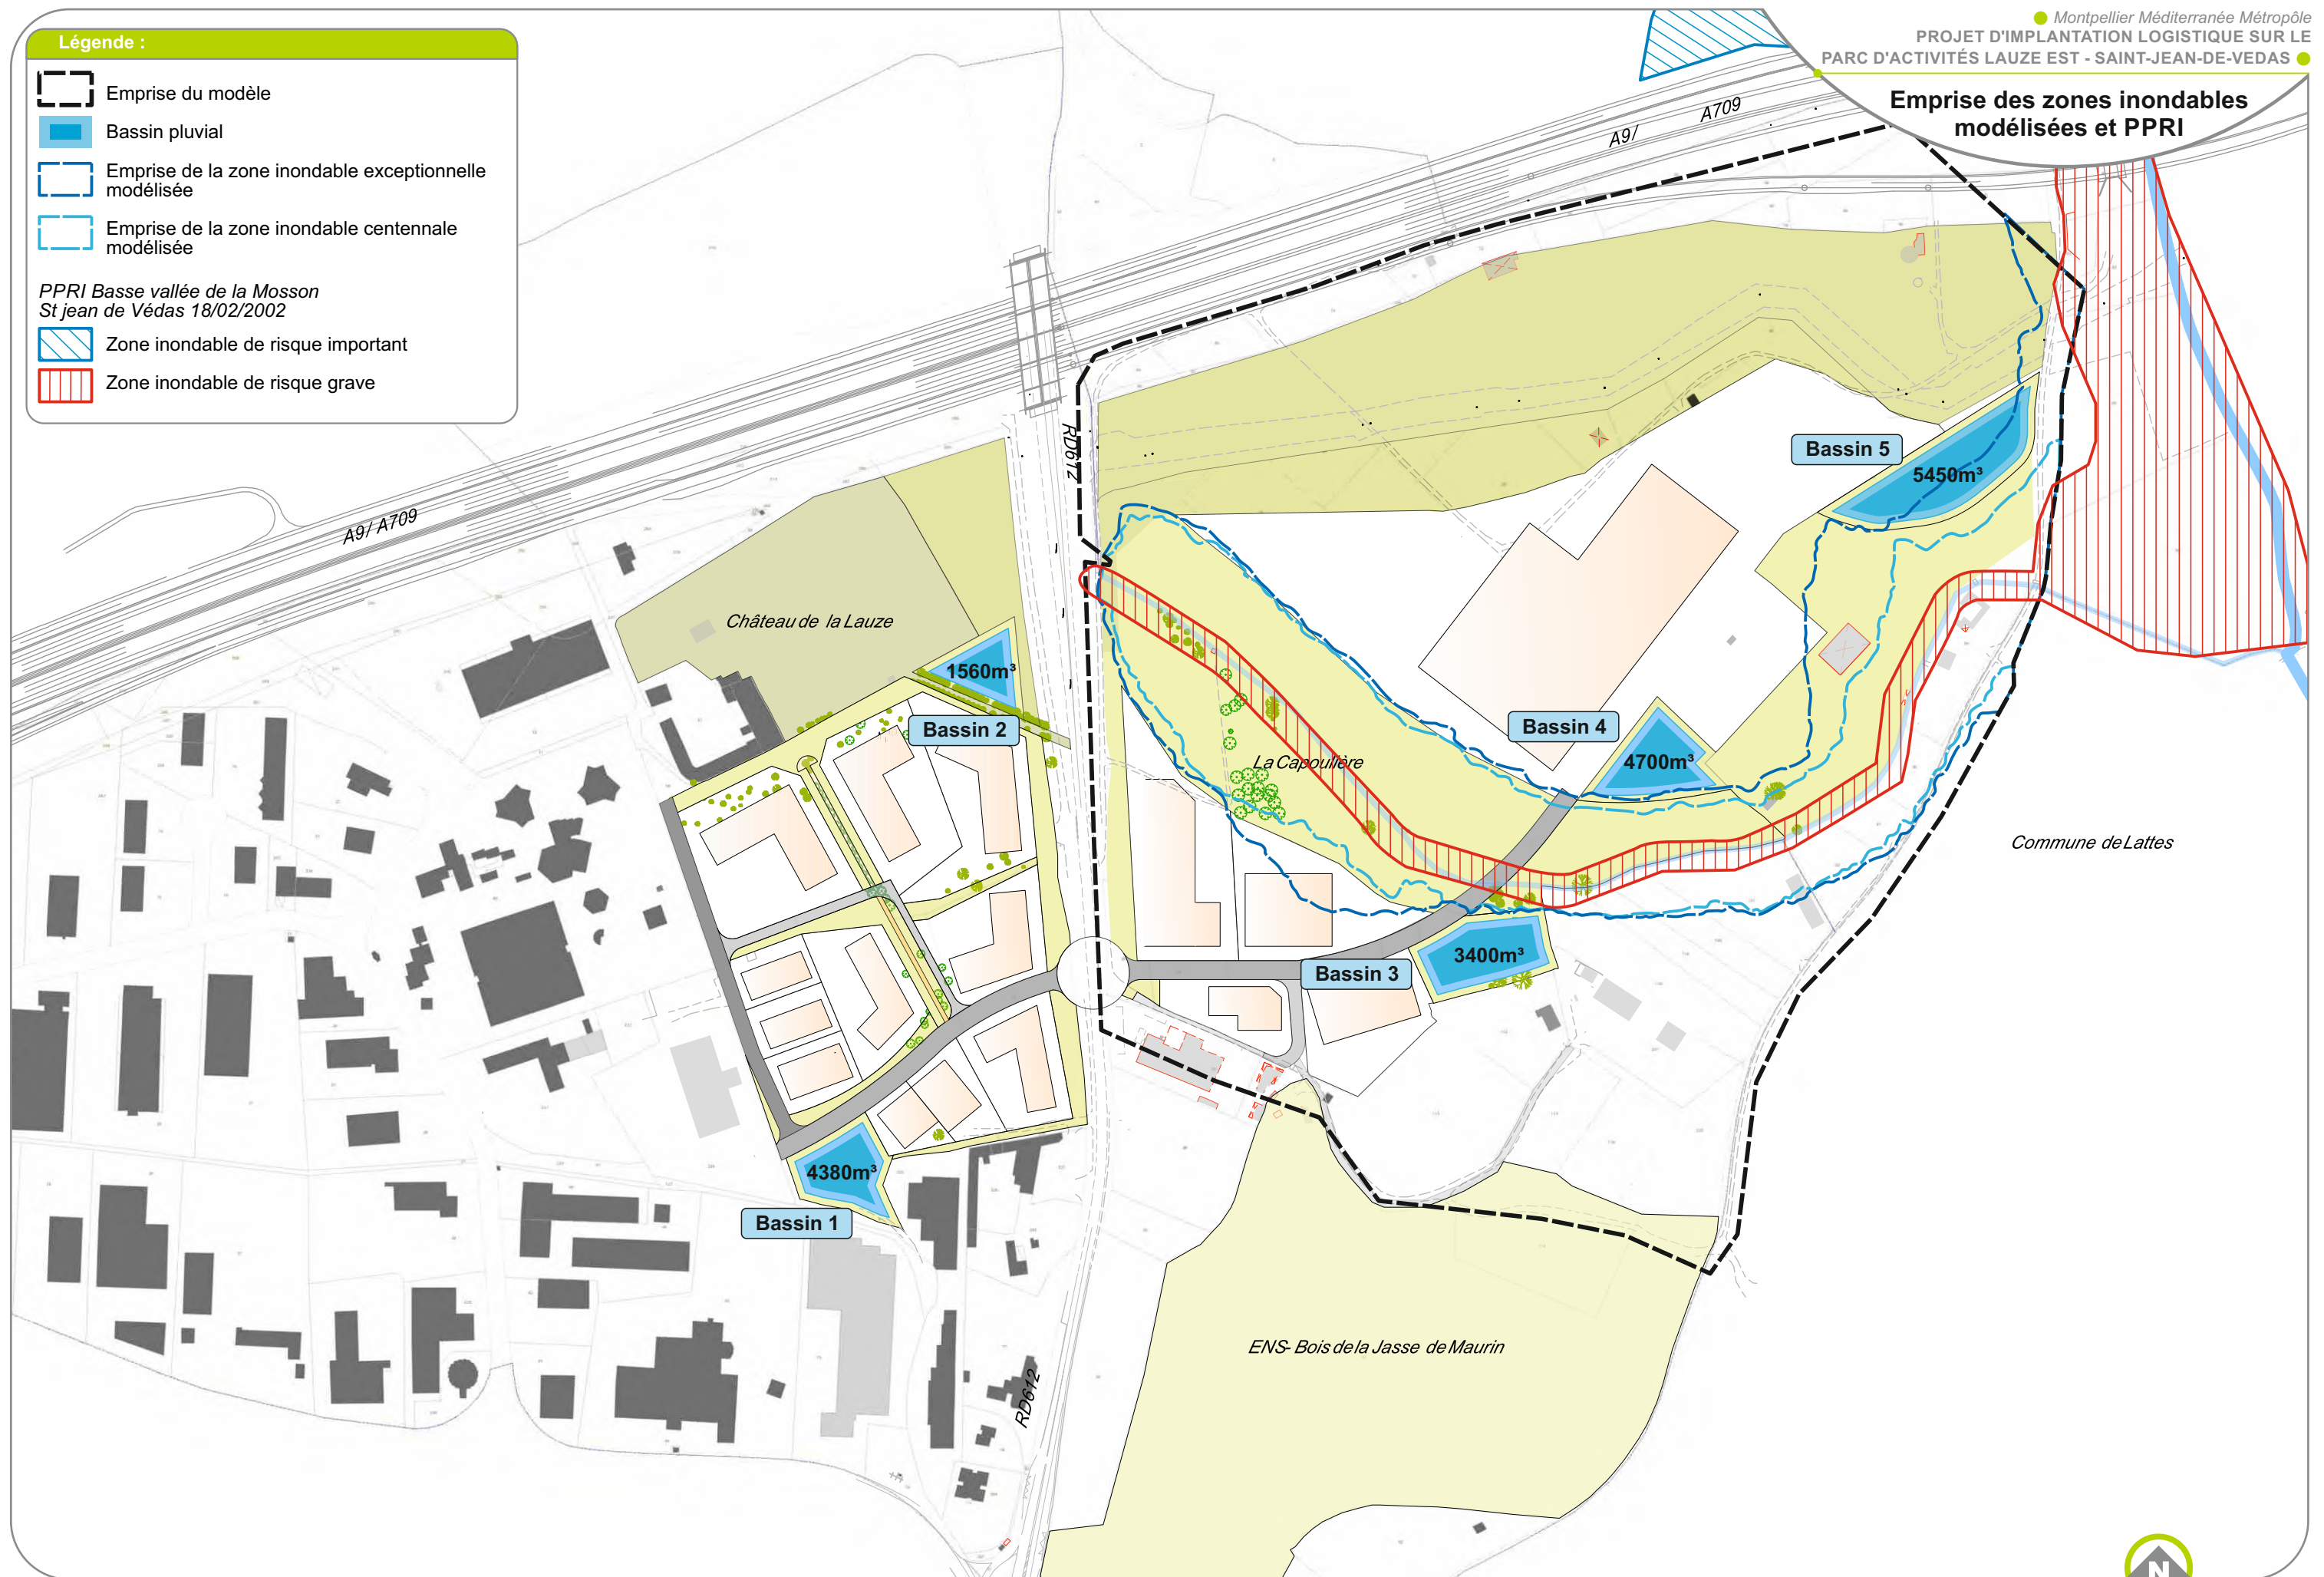 Légende :
Emprise du modèle
Bassin pluvial
Emprise de la zone inondable exceptionnelle
modélisée
Emprise de la zone inondable centennale
modélisée
PPRI Basse vallée de la Mosson
St jean de Védas 18/02/2002
Zone inondable de risque important
Zone inondable de risque grave
Montpellier Méditerranée Métropôle
PROJET D'IMPLANTATION LOGISTIQUE SUR LE
PARC D'ACTIVITÉS LAUZE EST - SAINT-JEAN-DE-VEDAS
Emprise des zones inondables
modélisées et PPRI
A9/ A709
RD612
A9/ A709
Bassin 5
5450m³
Château de la Lauze
1560m³
Bassin 2
Bassin 4
4700m³
La Capoulière
Commune de Lattes
3400m³
Bassin 3
4380m³
Bassin 1
ENS- Bois de la Jasse de Maurin
RD612
N